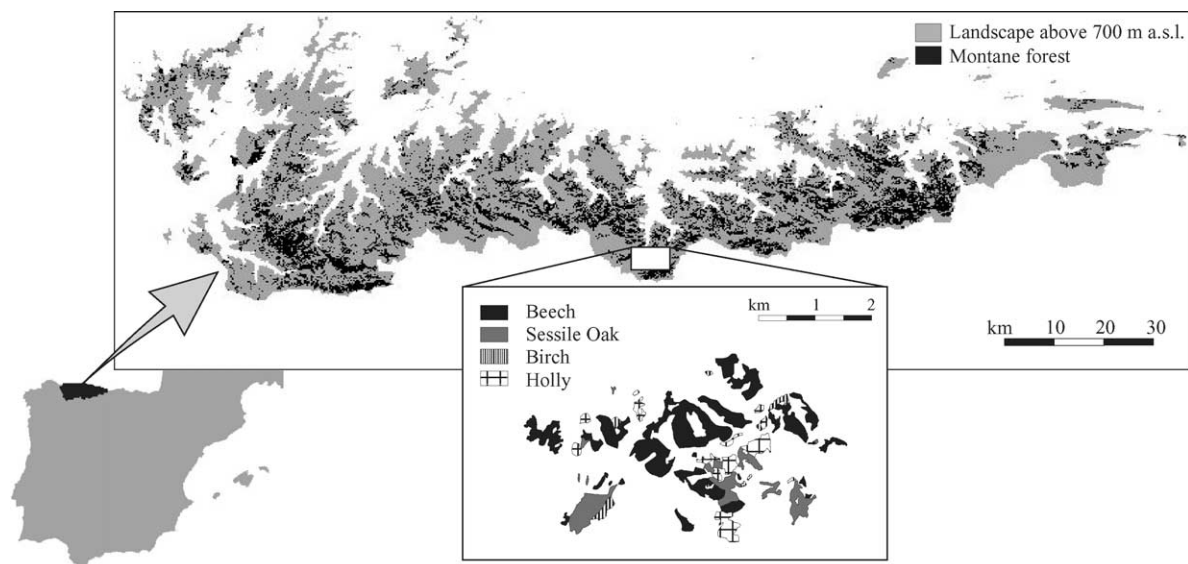 Landscape above 700 m a.s.l.
Montane forest
Beech
Sessile Oak
Birch
Holly
km 1 2
km 10 20 30